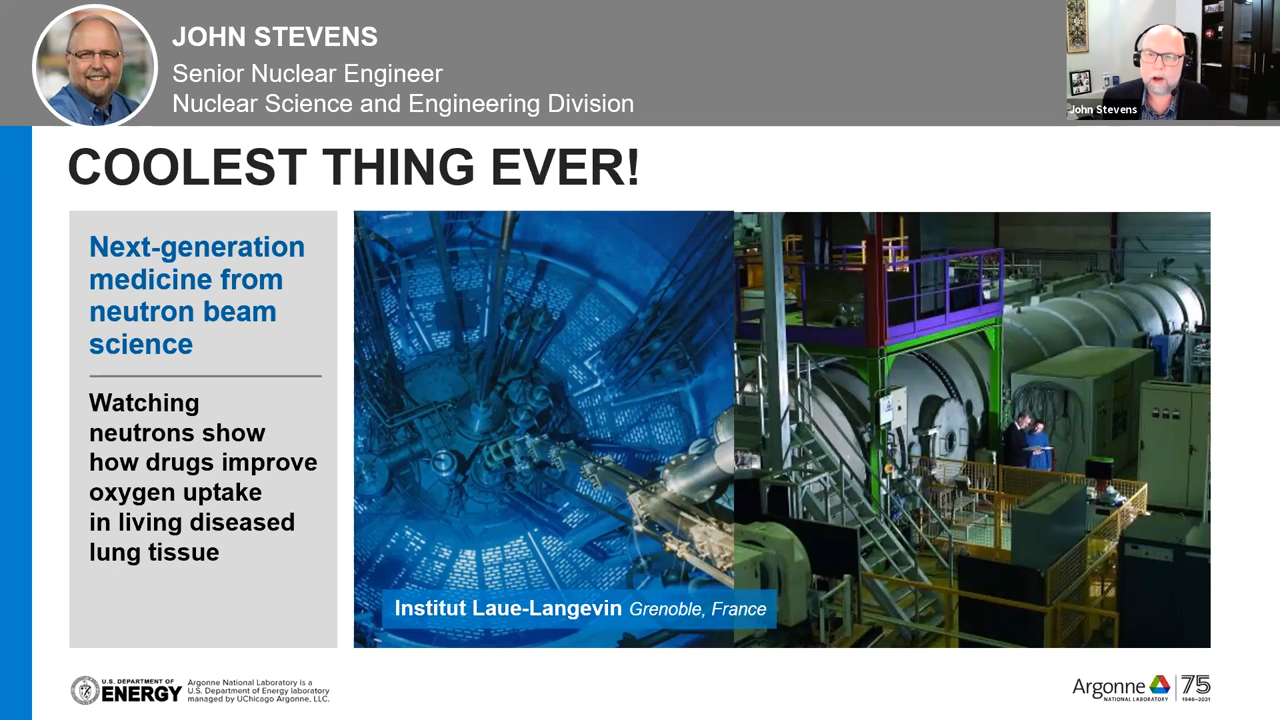 JOHN STEVENS
Senior Nuclear Engineer
Nuclear Science and Engineering Division
John Stevens
COOLEST THING EVER!
Next-generation
medicine from
neutron beam
science
Watching
neutrons show
how drugs improve
oxygen uptake
in living diseased
lung tissue
Institut Laue-Langevin Grenoble, France
U.S. DEPARTMENT OF
ENERGY
Argonne National Laboratory is a
U.S. Department of Energy laboratory
managed by UChicago Argonne, LLC.
Argonne
NATIONAL LABORATORY
75
1946–2021